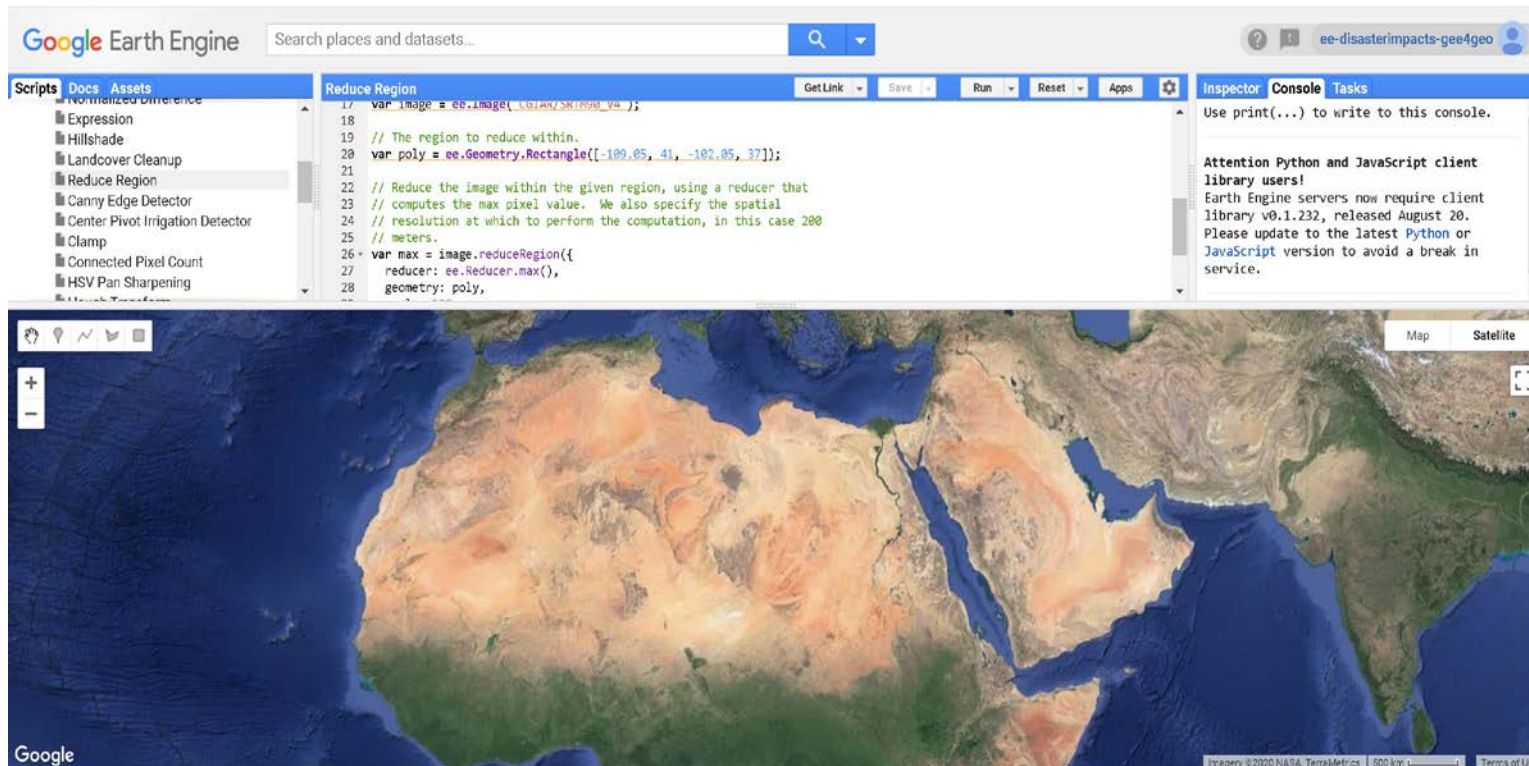 Google Earth Engine
Search places and datasets...
ee-disasterimpacts-gee4geo
Scripts Docs Assets
Normalized Difference
Expression
Hillshade
Landcover Cleanup
Reduce Region
Canny Edge Detector
Center Pivot Irrigation Detector
Clamp
Connected Pixel Count
HSV Pan Sharpening
Hough Transform
Reduce Region
Get Link Save Run Reset Apps
17 var image = ee.Image('CGIAR/SRTM90_V4');
18
19 // The region to reduce within.
20 var poly = ee.Geometry.Rectangle([-109.05, 41, -102.05, 37]);
21
22 // Reduce the image within the given region, using a reducer that
23 // computes the max pixel value. We also specify the spatial
24 // resolution at which to perform the computation, in this case 200
25 // meters.
26 var max = image.reduceRegion({
27 reducer: ee.Reducer.max(),
28 geometry: poly,
Inspector Console Tasks
Use print(...) to write to this console.
Attention Python and JavaScript client
library users!
Earth Engine servers now require client
library v0.1.232, released August 20.
Please update to the latest Python or
JavaScript version to avoid a break in
service.
Map Satellite
Google
Imagery ©2020 NASA, TerraMetrics 500 km Terms of U